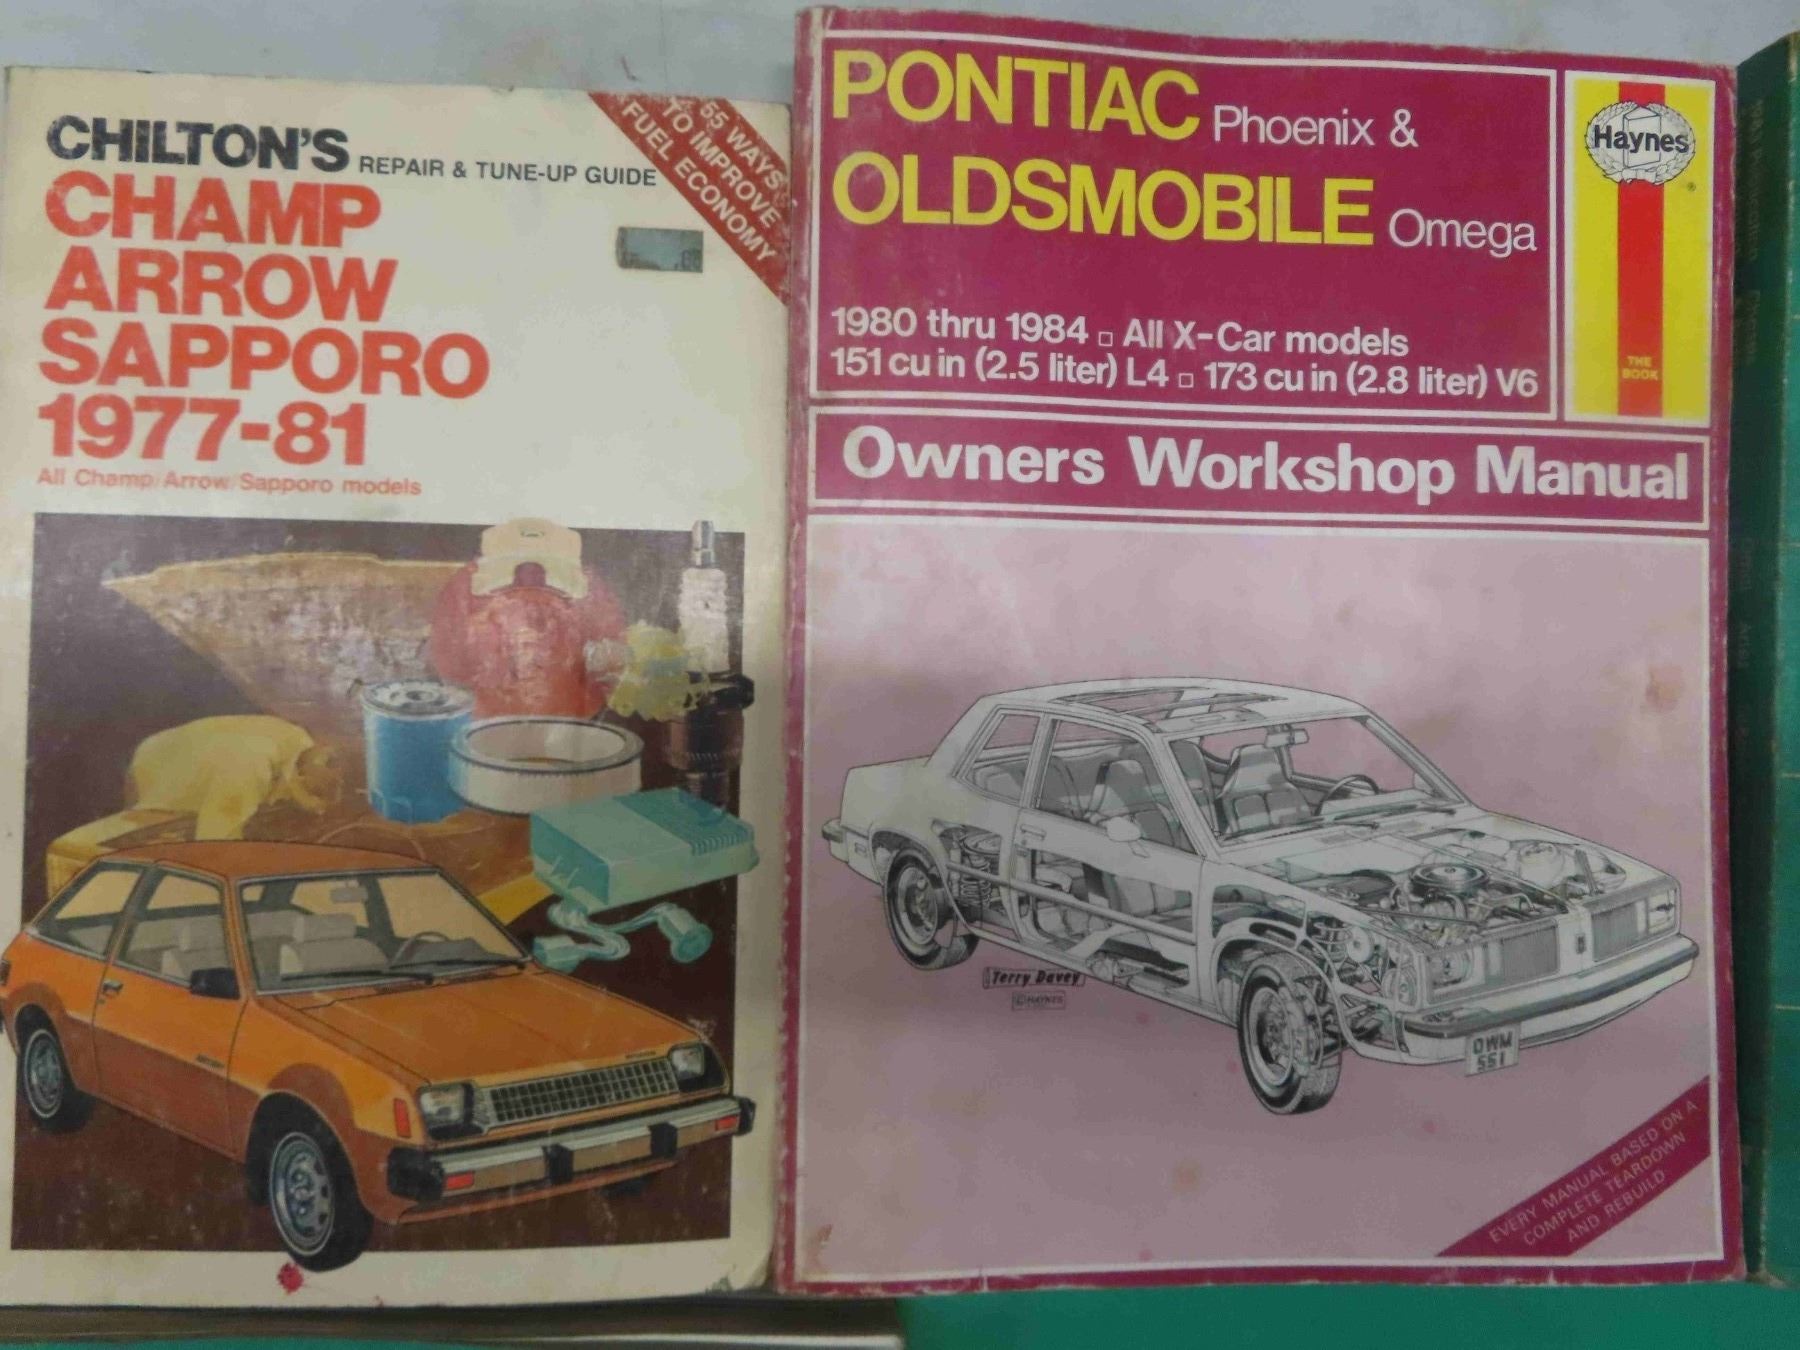 CHILTON'S
REPAIR & TUNE-UP GUIDE
CHAMP
ARROW
SAPPORO
1977-81
All Champ/Arrow/Sapporo models
55 WAYS
TO IMPROVE
FUEL ECONOMY
PONTIAC Phoenix &
OLDSMOBILE Omega
1980 thru 1984 □ All X-Car models
151 cu in (2.5 liter) L4 □ 173 cu in (2.8 liter) V6
Haynes
®
THE
BOOK
Owners Workshop Manual
Terry Davey
© HAYNES
OWM
551
EVERY MANUAL BASED ON A
COMPLETE TEARDOWN
AND REBUILD